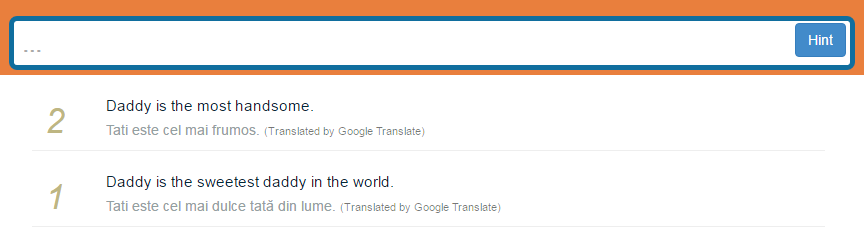 ...
Hint
2
Daddy is the most handsome.
Tati este cel mai frumos. (Translated by Google Translate)
1
Daddy is the sweetest daddy in the world.
Tati este cel mai dulce tată din lume. (Translated by Google Translate)